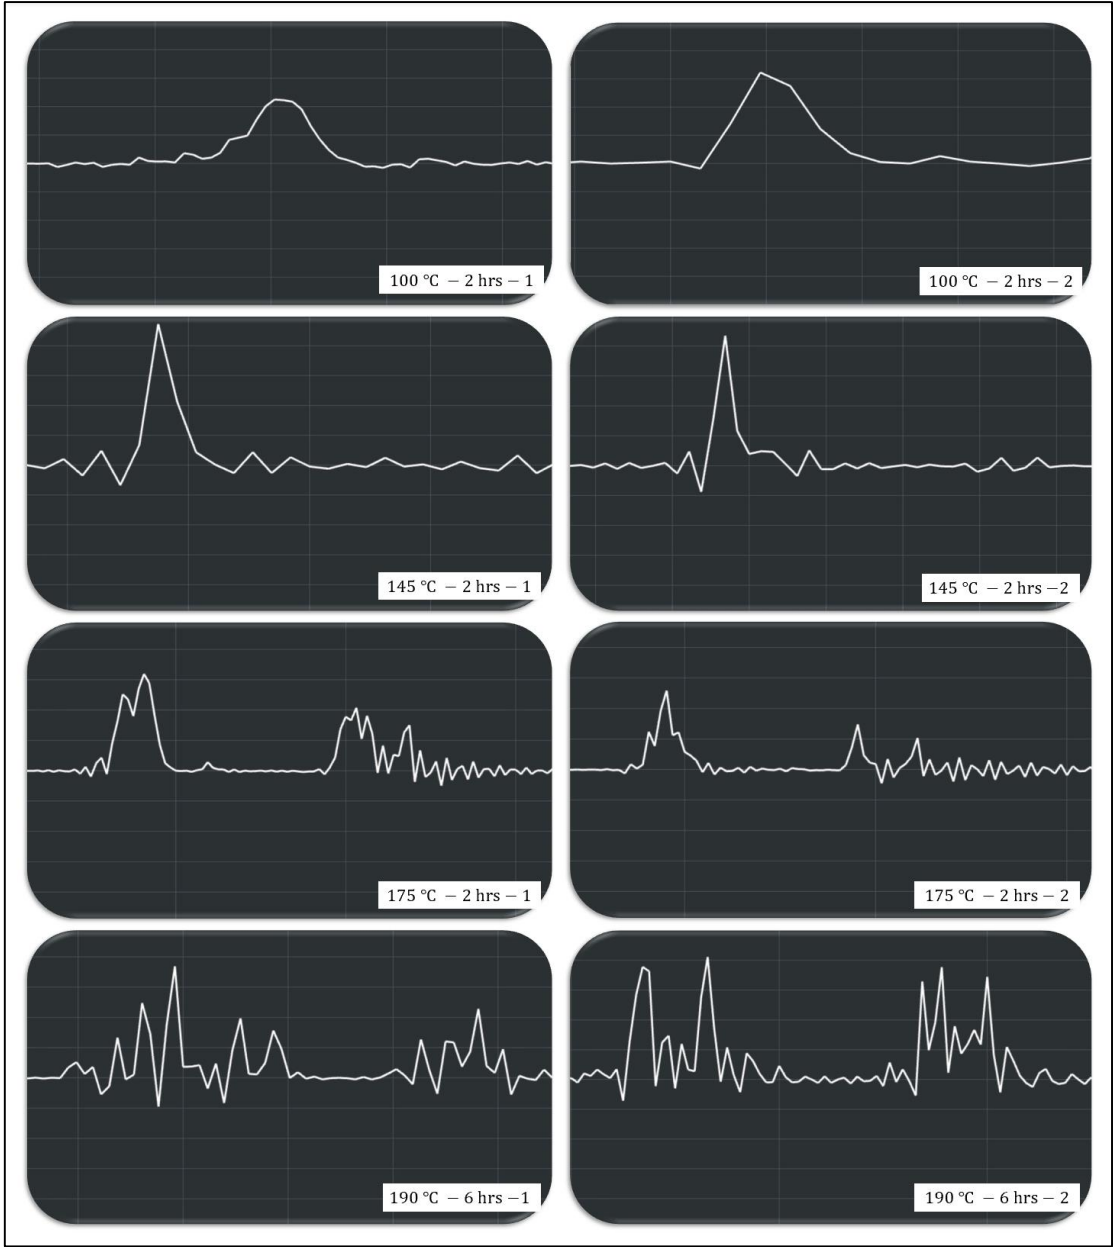 100 ℃ − 2 hrs − 1
100 ℃ − 2 hrs − 2
145 ℃ − 2 hrs − 1
145 ℃ − 2 hrs −2
175 ℃ − 2 hrs − 1
175 ℃ − 2 hrs − 2
190 ℃ − 6 hrs −1
190 ℃ − 6 hrs − 2